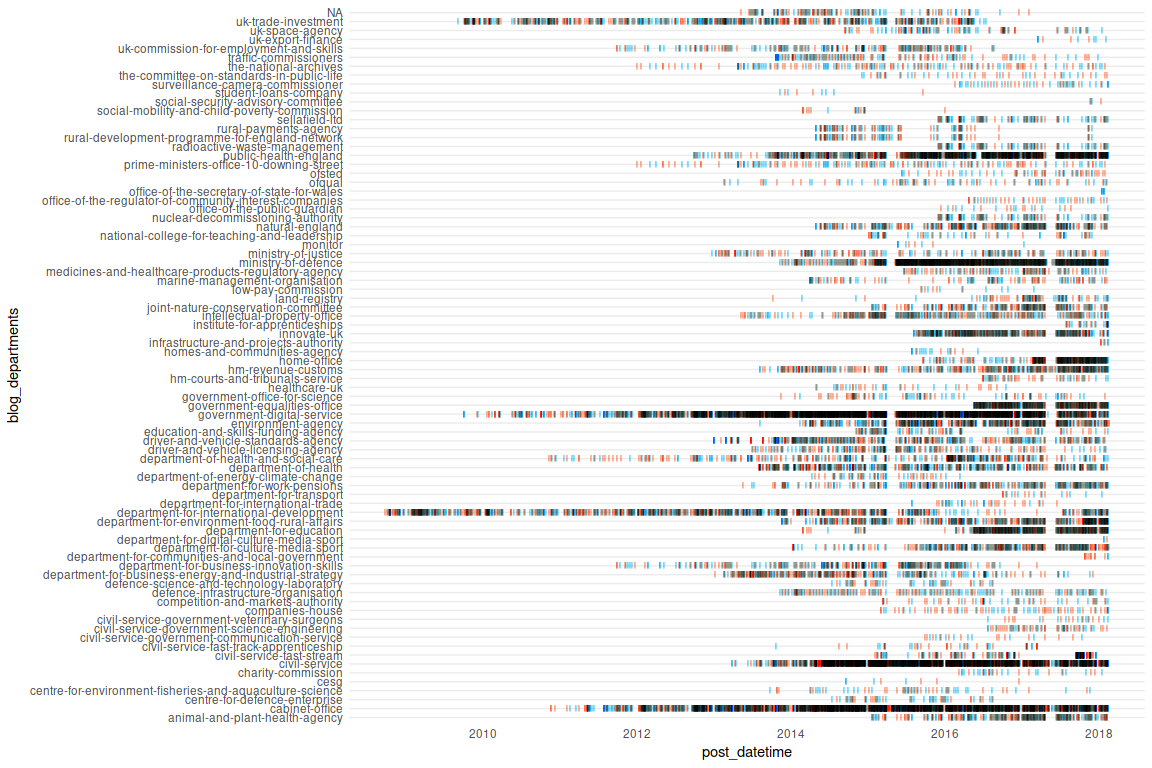 NA
uk-trade-investment
uk-space-agency
uk-export-finance
uk-commission-for-employment-and-skills
traffic-commissioners
the-national-archives
the-committee-on-standards-in-public-life
surveillance-camera-commissioner
student-loans-company
social-security-advisory-committee
social-mobility-and-child-poverty-commission
sellafield-ltd
rural-payments-agency
rural-development-programme-for-england-network
radioactive-waste-management
public-health-england
prime-ministers-office-10-downing-street
ofsted
ofqual
office-of-the-secretary-of-state-for-wales
office-of-the-regulator-of-community-interest-companies
office-of-the-public-guardian
nuclear-decommissioning-authority
natural-england
national-college-for-teaching-and-leadership
monitor
ministry-of-justice
ministry-of-defence
medicines-and-healthcare-products-regulatory-agency
marine-management-organisation
low-pay-commission
land-registry
joint-nature-conservation-committee
intellectual-property-office
institute-for-apprenticeships
innovate-uk
infrastructure-and-projects-authority
homes-and-communities-agency
home-office
hm-revenue-customs
hm-courts-and-tribunals-service
healthcare-uk
government-office-for-science
government-equalities-office
government-digital-service
environment-agency
education-and-skills-funding-agency
driver-and-vehicle-standards-agency
driver-and-vehicle-licensing-agency
department-of-health-and-social-care
department-of-health
department-of-energy-climate-change
department-for-work-pensions
department-for-transport
department-for-international-trade
department-for-international-development
department-for-environment-food-rural-affairs
department-for-education
department-for-digital-culture-media-sport
department-for-culture-media-sport
department-for-communities-and-local-government
department-for-business-innovation-skills
department-for-business-energy-and-industrial-strategy
defence-science-and-technology-laboratory
defence-infrastructure-organisation
competition-and-markets-authority
companies-house
civil-service-government-veterinary-surgeons
civil-service-government-science-engineering
civil-service-government-communication-service
civil-service-fast-track-apprenticeship
civil-service-fast-stream
civil-service
charity-commission
cesg
centre-for-environment-fisheries-and-aquaculture-science
centre-for-defence-enterprise
cabinet-office
animal-and-plant-health-agency
blog_departments
2010 2012 2014 2016 2018
post_datetime